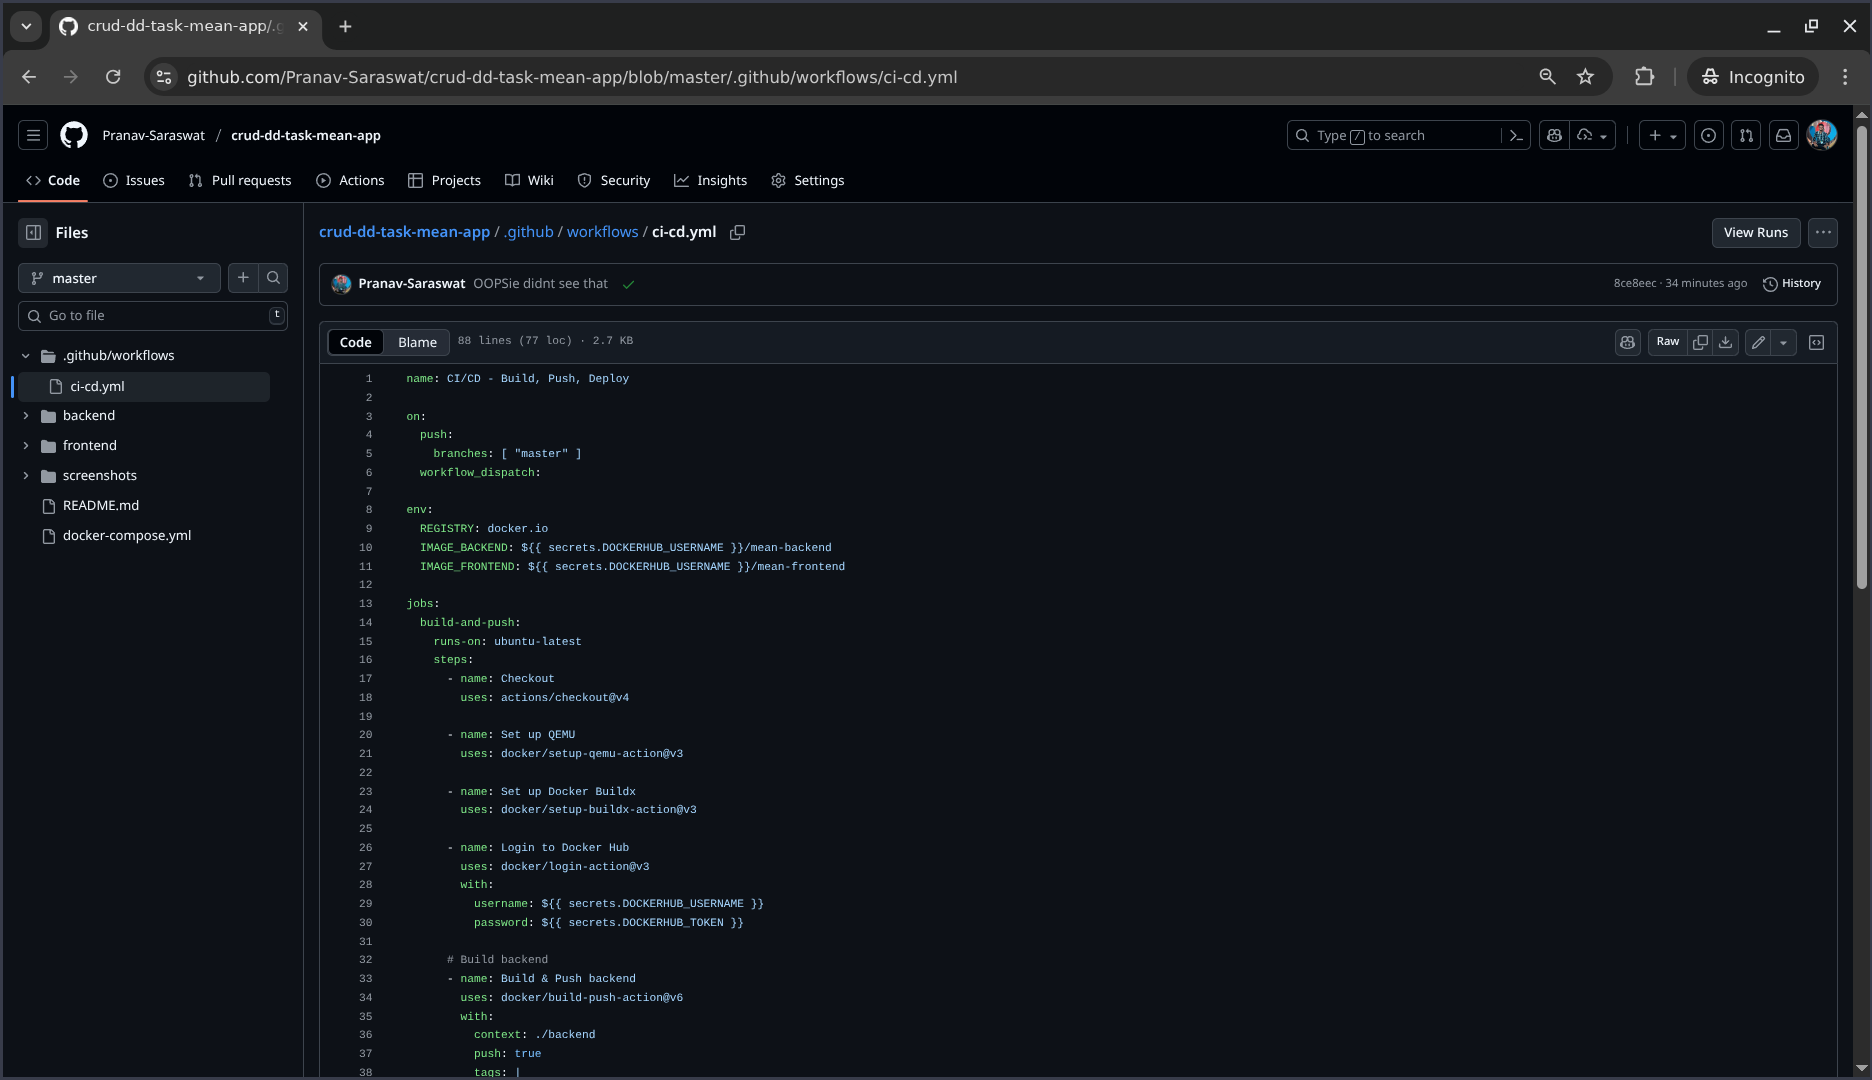 crud-dd-task-mean-app/.g
github.com/Pranav-Saraswat/crud-dd-task-mean-app/blob/master/.github/workflows/ci-cd.yml
Incognito
Pranav-Saraswat / crud-dd-task-mean-app
Type / to search
Code
Issues
Pull requests
Actions
Projects
Wiki
Security
Insights
Settings
Files
master
Go to file
t
.github/workflows
ci-cd.yml
backend
frontend
screenshots
README.md
docker-compose.yml
crud-dd-task-mean-app / .github / workflows / ci-cd.yml
View Runs
Pranav-Saraswat OOPSie didnt see that
8ce8eec · 34 minutes ago
History
Code
Blame
88 lines (77 loc) · 2.7 KB
Raw
1 name: CI/CD - Build, Push, Deploy
2
3 on:
4 push:
5 branches: [ "master" ]
6 workflow_dispatch:
7
8 env:
9 REGISTRY: docker.io
10 IMAGE_BACKEND: ${{ secrets.DOCKERHUB_USERNAME }}/mean-backend
11 IMAGE_FRONTEND: ${{ secrets.DOCKERHUB_USERNAME }}/mean-frontend
12
13 jobs:
14 build-and-push:
15 runs-on: ubuntu-latest
16 steps:
17 - name: Checkout
18 uses: actions/checkout@v4
19
20 - name: Set up QEMU
21 uses: docker/setup-qemu-action@v3
22
23 - name: Set up Docker Buildx
24 uses: docker/setup-buildx-action@v3
25
26 - name: Login to Docker Hub
27 uses: docker/login-action@v3
28 with:
29 username: ${{ secrets.DOCKERHUB_USERNAME }}
30 password: ${{ secrets.DOCKERHUB_TOKEN }}
31
32 # Build backend
33 - name: Build & Push backend
34 uses: docker/build-push-action@v6
35 with:
36 context: ./backend
37 push: true
38 tags: |